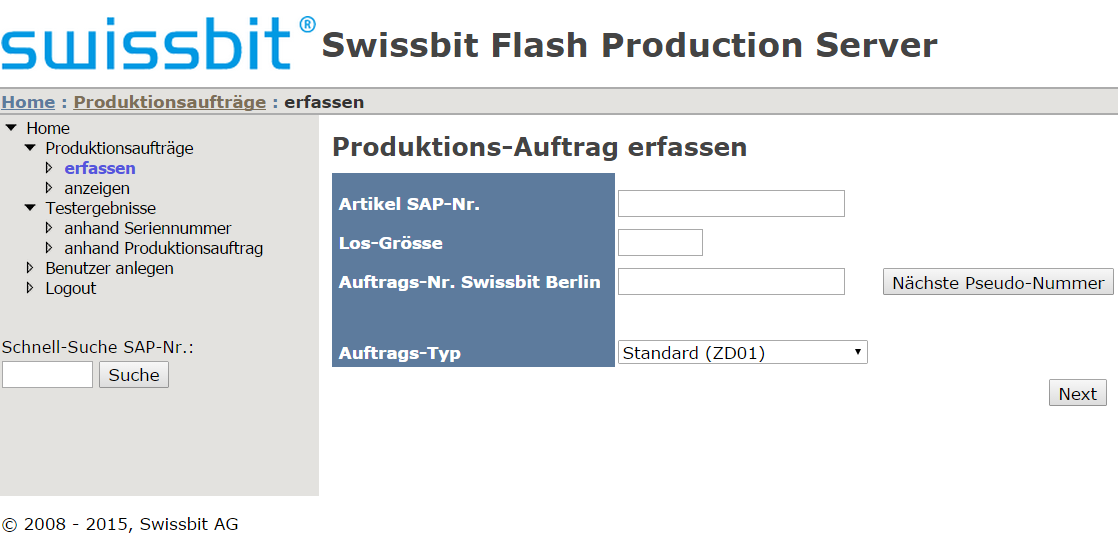 swissbit® Swissbit Flash Production Server
Home : Produktionsaufträge : erfassen
Home
Produktionsaufträge
erfassen
anzeigen
Testergebnisse
anhand Seriennummer
anhand Produktionsauftrag
Benutzer anlegen
Logout
Schnell-Suche SAP-Nr.:
Suche
Produktions-Auftrag erfassen
Artikel SAP-Nr.
Los-Grösse
Auftrags-Nr. Swissbit Berlin Nächste Pseudo-Nummer
Auftrags-Typ Standard (ZD01)
Next
© 2008 - 2015, Swissbit AG